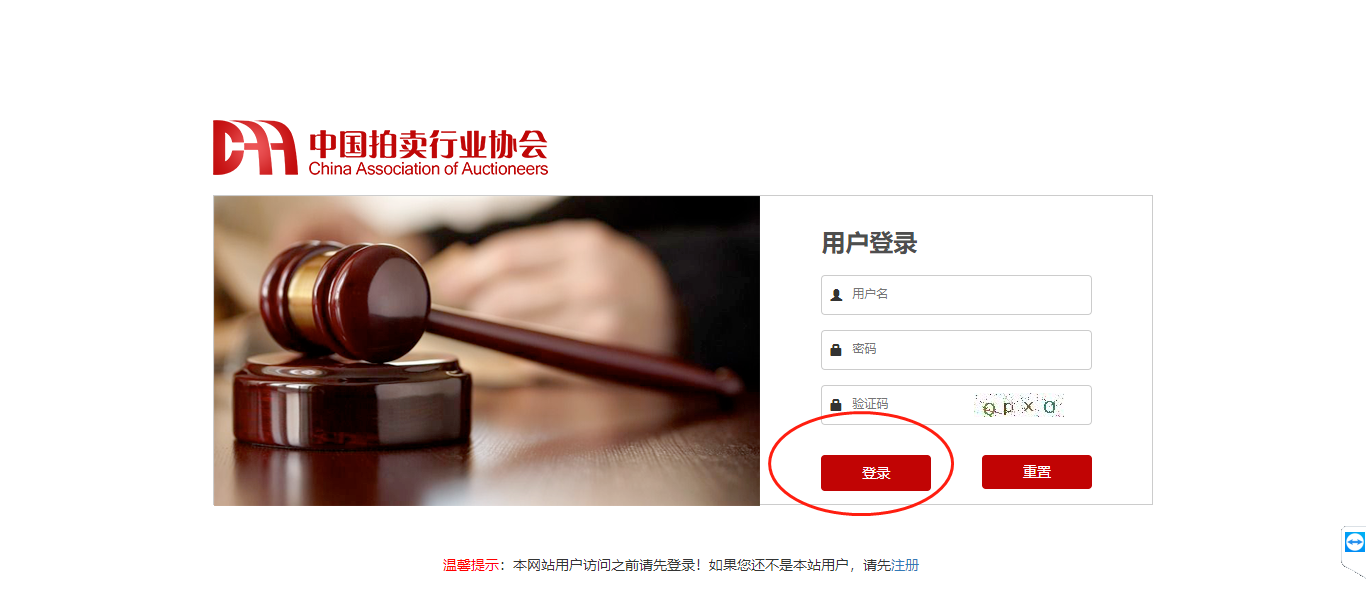 中国拍卖行业协会
China Association of Auctioneers
用户登录
用户名
密码
验证码 Q p x O
登录 重置
温馨提示：本网站用户访问之前请先登录！如果您还不是本站用户，请先注册